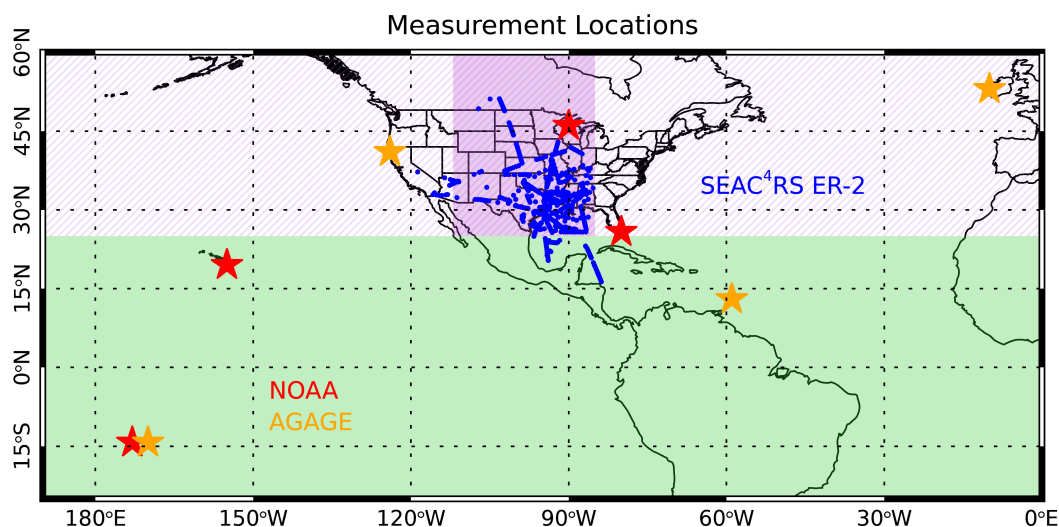 Measurement Locations
60°N
45°N
30°N
15°N
0°N
15°S
SEAC⁴RS ER-2
NOAA
AGAGE
180°E
150°W
120°W
90°W
60°W
30°W
0°E